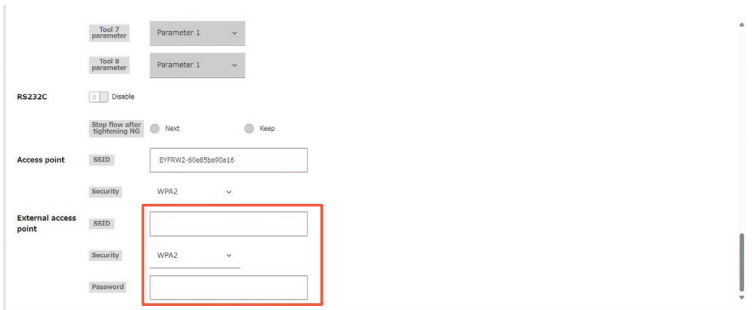 Tool 7
parameter
Parameter 1
Tool 8
parameter
Parameter 1
RS232C
Disable
Step flow after
tightening NG
Next
Keep
Access point
SSID
EYFRW2-60e85ba90a16
Security
WPA2
External access
point
SSID
Security
WPA2
Password